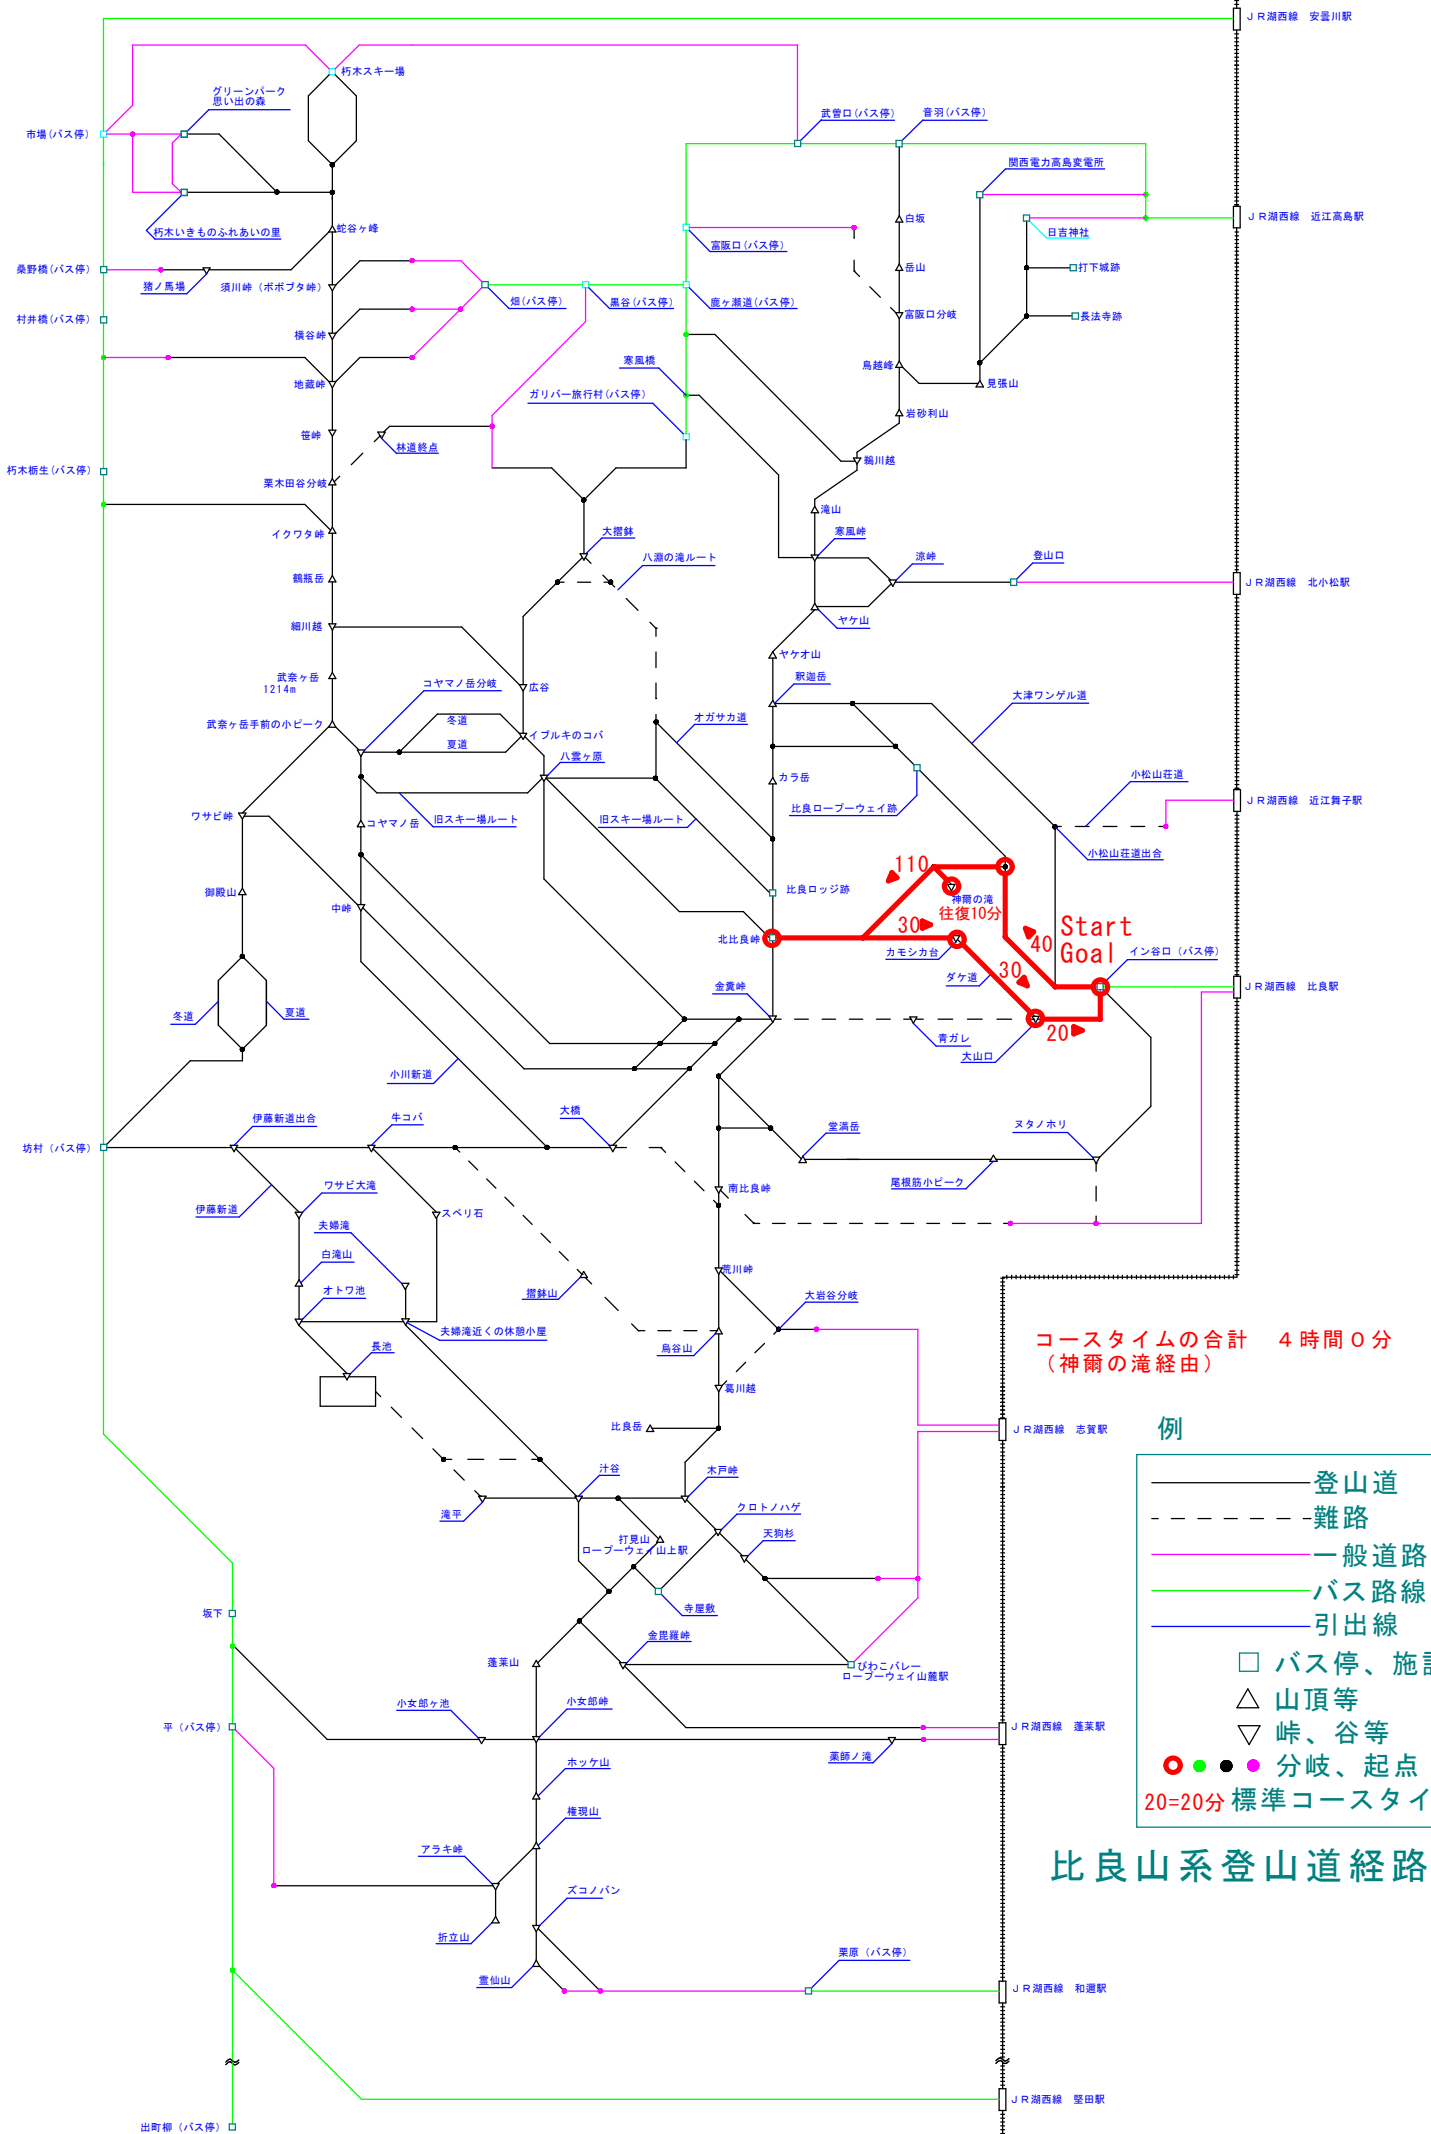 ＪＲ湖西線　安曇川駅
朽木スキー場
グリーンパーク
思い出の森
武曽口(バス停)
音羽(バス停)
市場(バス停)
関西電力高島変電所
白坂
ＪＲ湖西線　近江高島駅
朽木いきものふれあいの里
蛇谷ヶ峰
富阪口(バス停)
日吉神社
桑野橋(バス停)
猪ノ馬場
須川峠 (ボボブタ峠)
岳山
打下城跡
畑(バス停)
黒谷(バス停)
鹿ヶ瀬道(バス停)
村井橋(バス停)
富阪口分岐
長法寺跡
横谷峠
寒風橋
鳥越峰
見張山
地蔵峠
ガリバー旅行村(バス停)
岩砂利山
笹峠
林道終点
鵜川越
朽木栃生(バス停)
栗木田谷分岐
滝山
イクワタ峠
大摺鉢
寒風峠
八淵の滝ルート
涼峠
登山口
釣瓶岳
ＪＲ湖西線　北小松駅
ヤケ山
細川越
ヤケオ山
武奈ヶ岳
1214m
コヤマノ岳分岐
広谷
釈迦岳
大津ワンゲル道
武奈ヶ岳手前の小ピーク
冬道
オガサカ道
夏道
イブルキのコバ
八雲ヶ原
カラ岳
小松山荘道
ＪＲ湖西線　近江舞子駅
比良ロープーウェイ跡
ワサビ峠
コヤマノ岳
旧スキー場ルート
旧スキー場ルート
小松山荘道出合
110
御殿山
比良ロッジ跡
神爾の滝
往復10分
中峠
30
Start
Goal
北比良峠
カモシカ台
40
イン谷口 (バス停)
30
ダケ道
ＪＲ湖西線　比良駅
冬道
夏道
金糞峠
青ガレ
大山口
20
小川新道
伊藤新道出合
牛コバ
大橋
ヌタノホリ
坊村 (バス停)
堂満岳
尾根筋小ピーク
ワサビ大滝
南比良峠
伊藤新道
夫婦滝
スベリ石
白滝山
荒川峠
オトワ池
摺鉢山
大岩谷分岐
夫婦滝近くの休憩小屋
長池
烏谷山
コースタイムの合計　４時間０分
(神爾の滝経由)
葛川越
比良岳
ＪＲ湖西線　志賀駅
例
汁谷
木戸峠
登山道
滝平
クロトノハゲ
難路
打見山
ロープーウェイ山上駅
天狗杉
一般道路
バス路線
坂下
寺屋敷
引出線
蓬莱山
金毘羅峠
びわこバレー
ロープーウェイ山麓駅
バス停、施設
山頂等
小女郎ヶ池
小女郎峠
平 (バス停)
ＪＲ湖西線　蓬莱駅
峠、谷等
薬師ノ滝
ホッケ山
分岐、起点
20=20分 標準コースタイ
権現山
アラキ峠
比良山系登山道経路
ズコノバン
折立山
栗原 (バス停)
霊仙山
ＪＲ湖西線　和邇駅
ＪＲ湖西線　堅田駅
出町柳 (バス停)